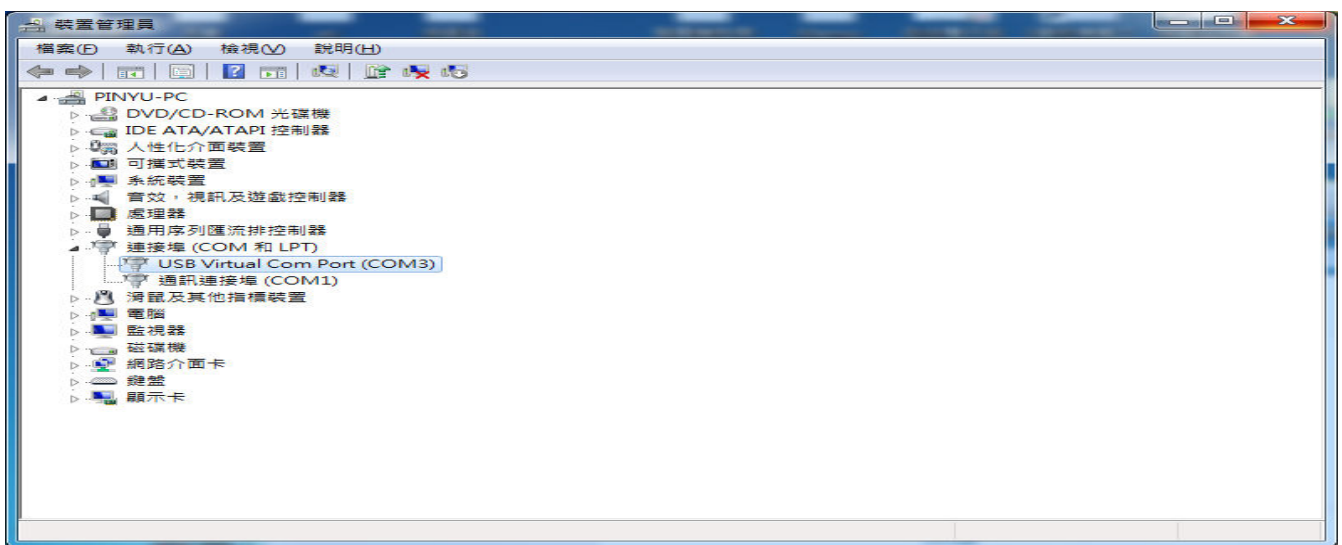 裝置管理員
檔案(F) 執行(A) 檢視(V) 說明(H)
PINYU-PC
DVD/CD-ROM 光碟機
IDE ATA/ATAPI 控制器
人性化介面裝置
可攜式裝置
系統裝置
音效，視訊及遊戲控制器
處理器
通用序列匯流排控制器
連接埠 (COM 和 LPT)
USB Virtual Com Port (COM3)
通訊連接埠 (COM1)
滑鼠及其他指標裝置
電腦
監視器
磁碟機
網路介面卡
鍵盤
顯示卡